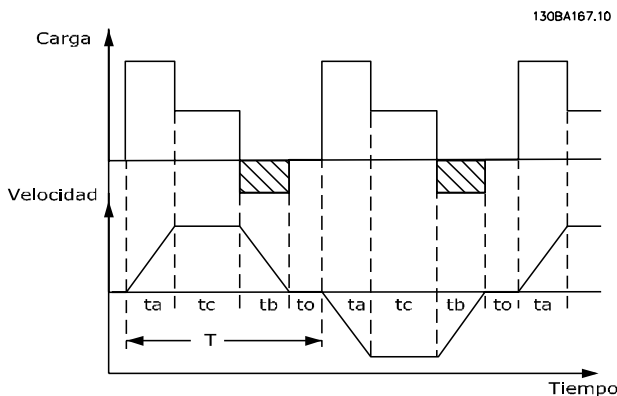 130BA167.10
Carga
Velocidad
ta tc tb to ta tc tb to ta
T
Tiempo